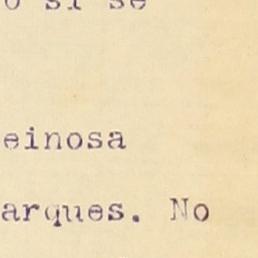 o si se
einosa
arques. No